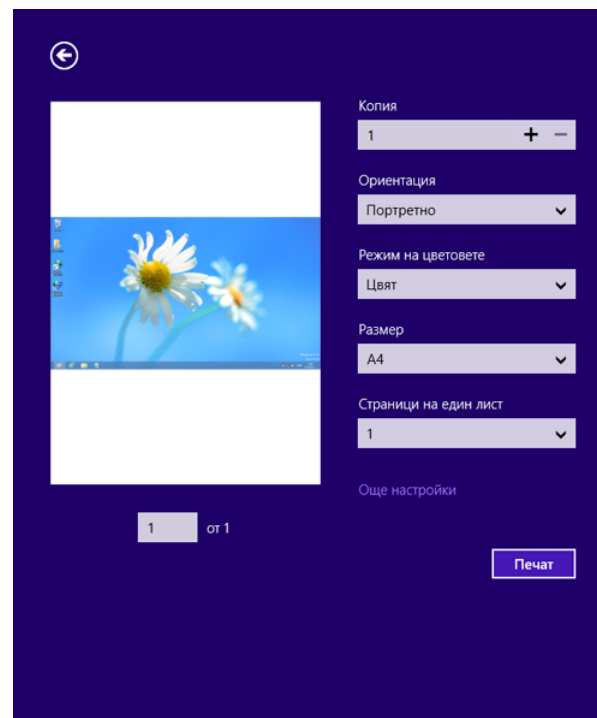 Копия
1
Ориентация
Портретно
Режим на цветовете
Цвят
Размер
A4
Страници на един лист
1
Още настройки
1 от 1
Печат